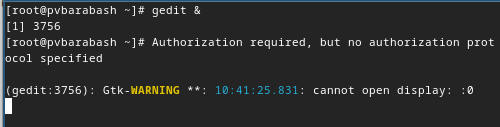 [root@pvbarabash ~]# gedit &
[1] 3756
[root@pvbarabash ~]# Authorization required, but no authorization prot
ocol specified
(gedit:3756): Gtk-WARNING **: 10:41:25.831: cannot open display: :0